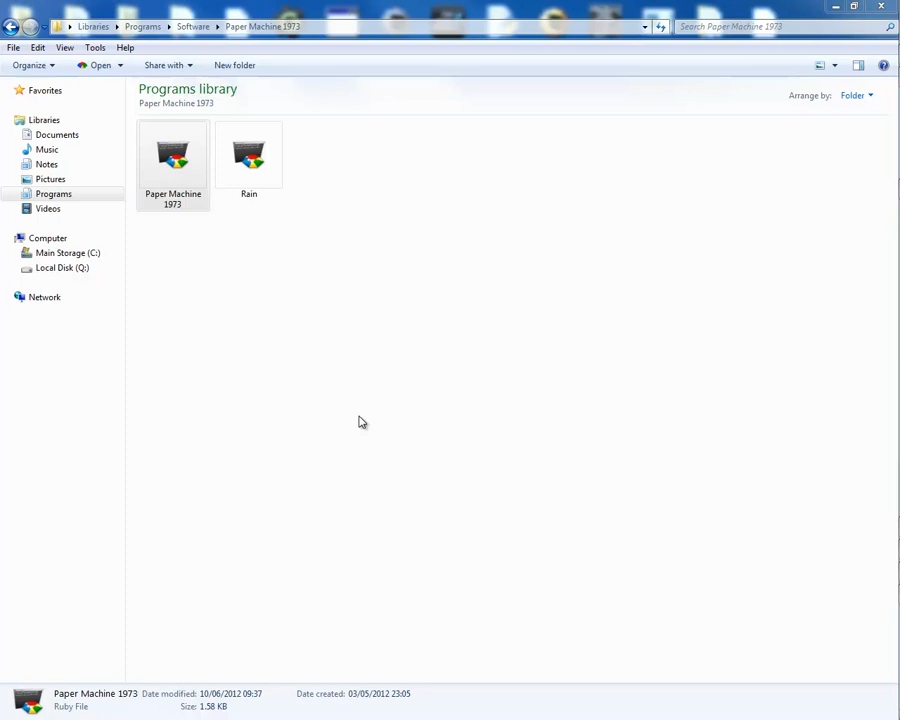 Libraries Programs Software Paper Machine 1973 Search Paper Machine 1973
File Edit View Tools Help
Organize Open Share with New folder
Favorites
Libraries
Documents
Music
Notes
Pictures
Programs
Videos
Computer
Main Storage (C:)
Local Disk (Q:)
Network
Programs library
Paper Machine 1973
Arrange by: Folder
Paper Machine
1973
Rain
Paper Machine 1973 Date modified: 10/06/2012 09:37 Date created: 03/05/2012 23:05
Ruby File Size: 1.58 KB